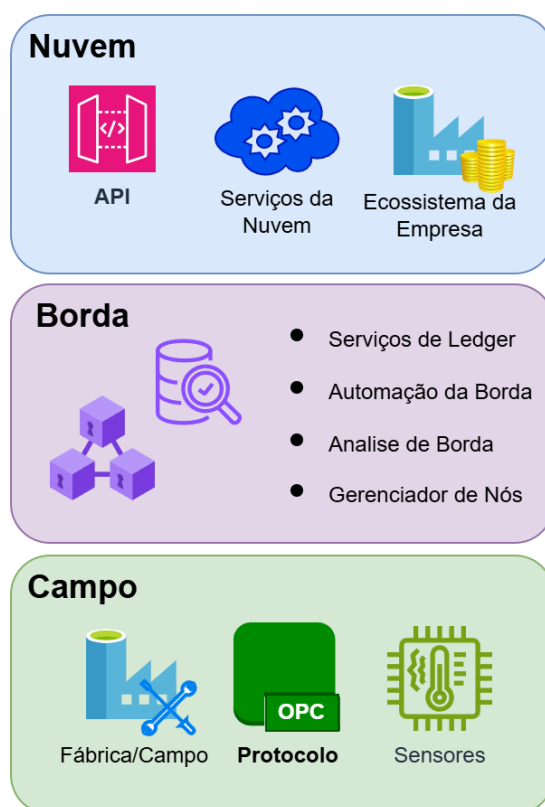 Nuvem
</>
API
Serviços da
Nuvem
Ecossistema da
Empresa
Borda
Serviços de Ledger
Automação da Borda
Analise de Borda
Gerenciador de Nós
Campo
OPC
Fábrica/Campo
Protocolo
Sensores